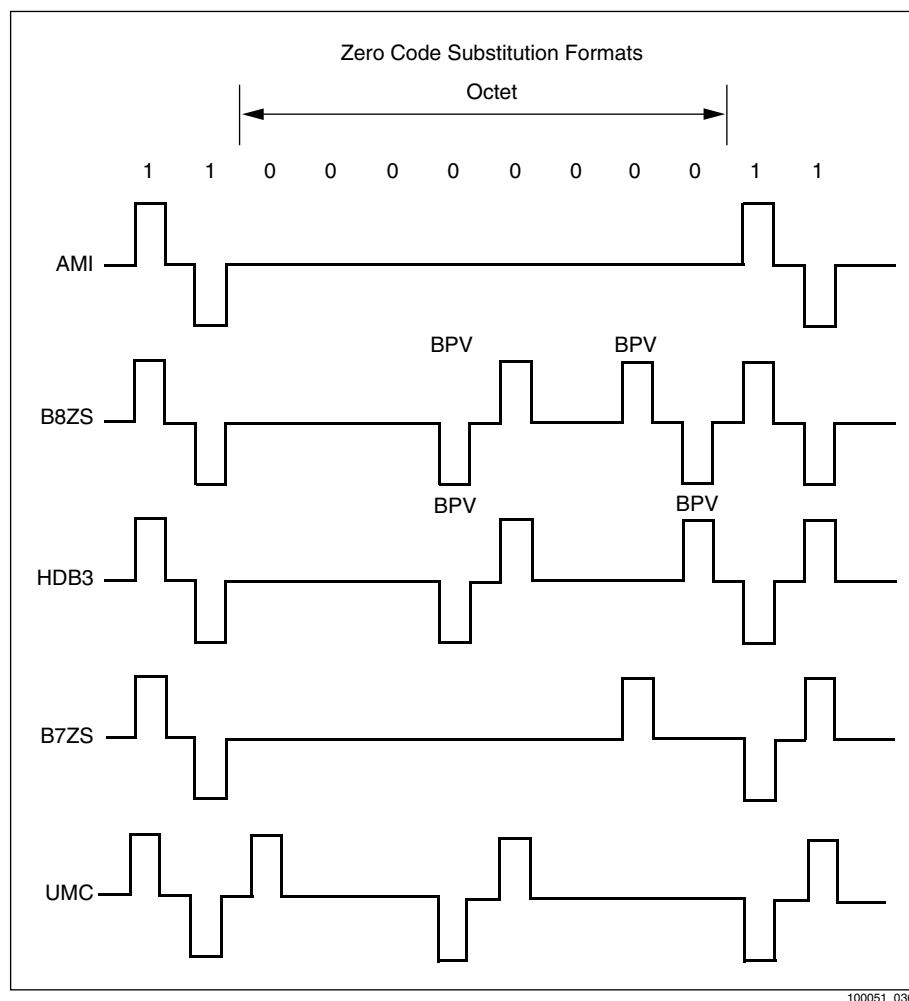 Zero Code Substitution Formats
Octet
1 1 0 0 0 0 0 0 0 0 1 1
AMI
BPV BPV
B8ZS
BPV BPV
HDB3
B7ZS
UMC